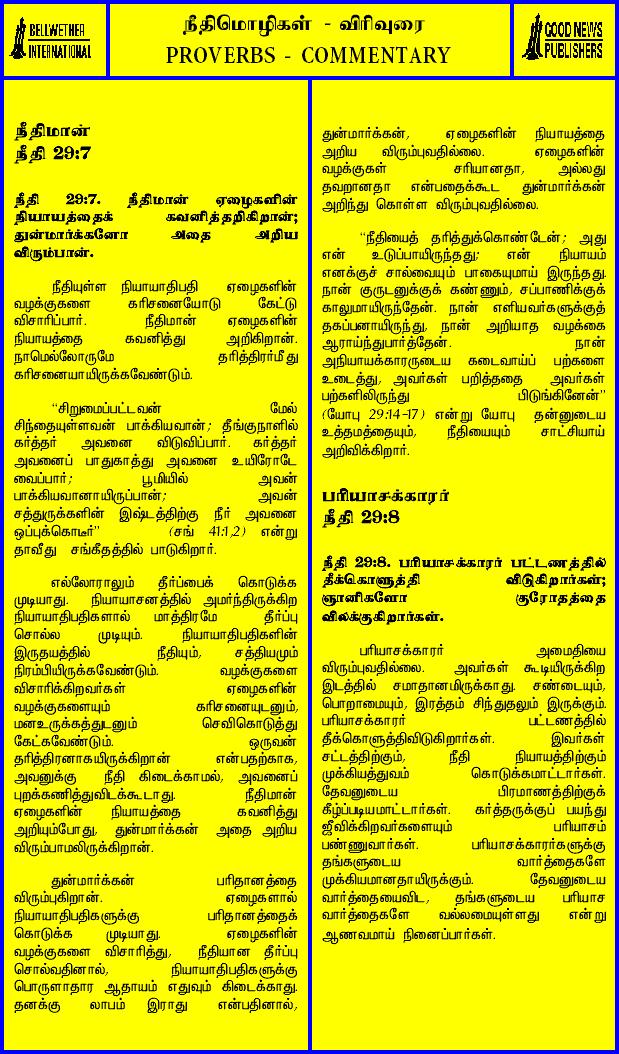 BELLWETHER
INTERNATIONAL
நீதிமொழிகள் - விரிவுரை
PROVERBS - COMMENTARY
GOOD NEWS
PUBLISHERS
நீதிமான்
நீதி 29:7
நீதி 29:7. நீதிமான் ஏழைகளின்
நியாயத்தைக் கவனித்தறிகிறான்;
துன்மார்க்கனோ அதை அறிய
விரும்பான்.
நீதியுள்ள நியாயாதிபதி ஏழைகளின்
வழக்குகளை கரிசனையோடு கேட்டு
விசாரிப்பார். நீதிமான் ஏழைகளின்
நியாயத்தை கவனித்து அறிகிறான்.
நாமெல்லோருமே தரித்திரர்மீது
கரிசனையாயிருக்கவேண்டும்.
“சிறுமைப்பட்டவன் மேல்
சிந்தையுள்ளவன் பாக்கியவான்; தீங்குநாளில்
கர்த்தர் அவனை விடுவிப்பார். கர்த்தர்
அவனைப் பாதுகாத்து அவனை உயிரோடே
வைப்பார்; பூமியில் அவன்
பாக்கியவானாயிருப்பான்; அவன்
சத்துருக்களின் இஷ்டத்திற்கு நீர் அவனை
ஒப்புக்கொடீர்” (சங் 41:1,2) என்று
தாவீது சங்கீதத்தில் பாடுகிறார்.
எல்லோராலும் தீர்ப்பைக் கொடுக்க
முடியாது. நியாயாசனத்தில் அமர்ந்திருக்கிற
நியாயாதிபதிகளால் மாத்திரமே தீர்ப்பு
சொல்ல முடியும். நியாயாதிபதிகளின்
இருதயத்தில் நீதியும், சத்தியமும்
நிரம்பியிருக்கவேண்டும். வழக்குகளை
விசாரிக்கிறவர்கள் ஏழைகளின்
வழக்குகளையும் கரிசனையுடனும்,
மனஉருக்கத்துடனும் செவிகொடுத்து
கேட்கவேண்டும். ஒருவன்
தரித்திரனாகயிருக்கிறான் என்பதற்காக,
அவனுக்கு நீதி கிடைக்காமல், அவனைப்
புறக்கணித்துவிடக்கூடாது. நீதிமான்
ஏழைகளின் நியாயத்தை கவனித்து
அறியும்போது, துன்மார்க்கன் அதை அறிய
விரும்பாமலிருக்கிறான்.
துன்மார்க்கன் பரிதானத்தை
விரும்புகிறான். ஏழைகளால்
நியாயாதிபதிகளுக்கு பரிதானத்தைக்
கொடுக்க முடியாது. ஏழைகளின்
வழக்குகளை விசாரித்து, நீதியான தீர்ப்பு
சொல்வதினால், நியாயாதிபதிகளுக்கு
பொருளாதார ஆதாயம் எதுவும் கிடைக்காது.
தனக்கு லாபம் இராது என்பதினால்,
துன்மார்க்கன், ஏழைகளின் நியாயத்தை
அறிய விரும்புவதில்லை. ஏழைகளின்
வழக்குகள் சரியானதா, அல்லது
தவறானதா என்பதைக்கூட துன்மார்க்கன்
அறிந்து கொள்ள விரும்புவதில்லை.
“நீதியைத் தரித்துக்கொண்டேன்; அது
என் உடுப்பாயிருந்தது; என் நியாயம்
எனக்குச் சால்வையும் பாகையுமாய் இருந்தது.
நான் குருடனுக்குக் கண்ணும், சப்பாணிக்குக்
காலுமாயிருந்தேன். நான் எளியவர்களுக்குத்
தகப்பனாயிருந்து, நான் அறியாத வழக்கை
ஆராய்ந்துபார்த்தேன். நான்
அநியாயக்காரருடைய கடைவாய்ப் பற்களை
உடைத்து, அவர்கள் பறித்ததை அவர்கள்
பற்களிலிருந்து பிடுங்கினேன்”
(யோபு 29:14-17) என்று யோபு தன்னுடைய
உத்தமத்தையும், நீதியையும் சாட்சியாய்
அறிவிக்கிறார்.
பரியாசக்காரர்
நீதி 29:8
நீதி 29:8. பரியாசக்காரர் பட்டணத்தில்
தீக்கொளுத்தி விடுகிறார்கள்;
ஞானிகளோ குரோதத்தை
விலக்குகிறார்கள்.
பரியாசக்காரர் அமைதியை
விரும்புவதில்லை. அவர்கள் கூடியிருக்கிற
இடத்தில் சமாதானமிருக்காது. சண்டையும்,
பொறாமையும், இரத்தம் சிந்துதலும் இருக்கும்.
பரியாசக்காரர் பட்டணத்தில்
தீக்கொளுத்திவிடுகிறார்கள். இவர்கள்
சட்டத்திற்கும், நீதி நியாயத்திற்கும்
முக்கியத்துவம் கொடுக்கமாட்டார்கள்.
தேவனுடைய பிரமாணத்திற்குக்
கீழ்ப்படியமாட்டார்கள். கர்த்தருக்குப் பயந்து
ஜீவிக்கிறவர்களையும் பரியாசம்
பண்ணுவார்கள். பரியாசக்காரர்களுக்கு
தங்களுடைய வார்த்தைகளே
முக்கியமானதாயிருக்கும். தேவனுடைய
வார்த்தையைவிட, தங்களுடைய பரியாச
வார்த்தைகளே வல்லமையுள்ளது என்று
ஆணவமாய் நினைப்பார்கள்.